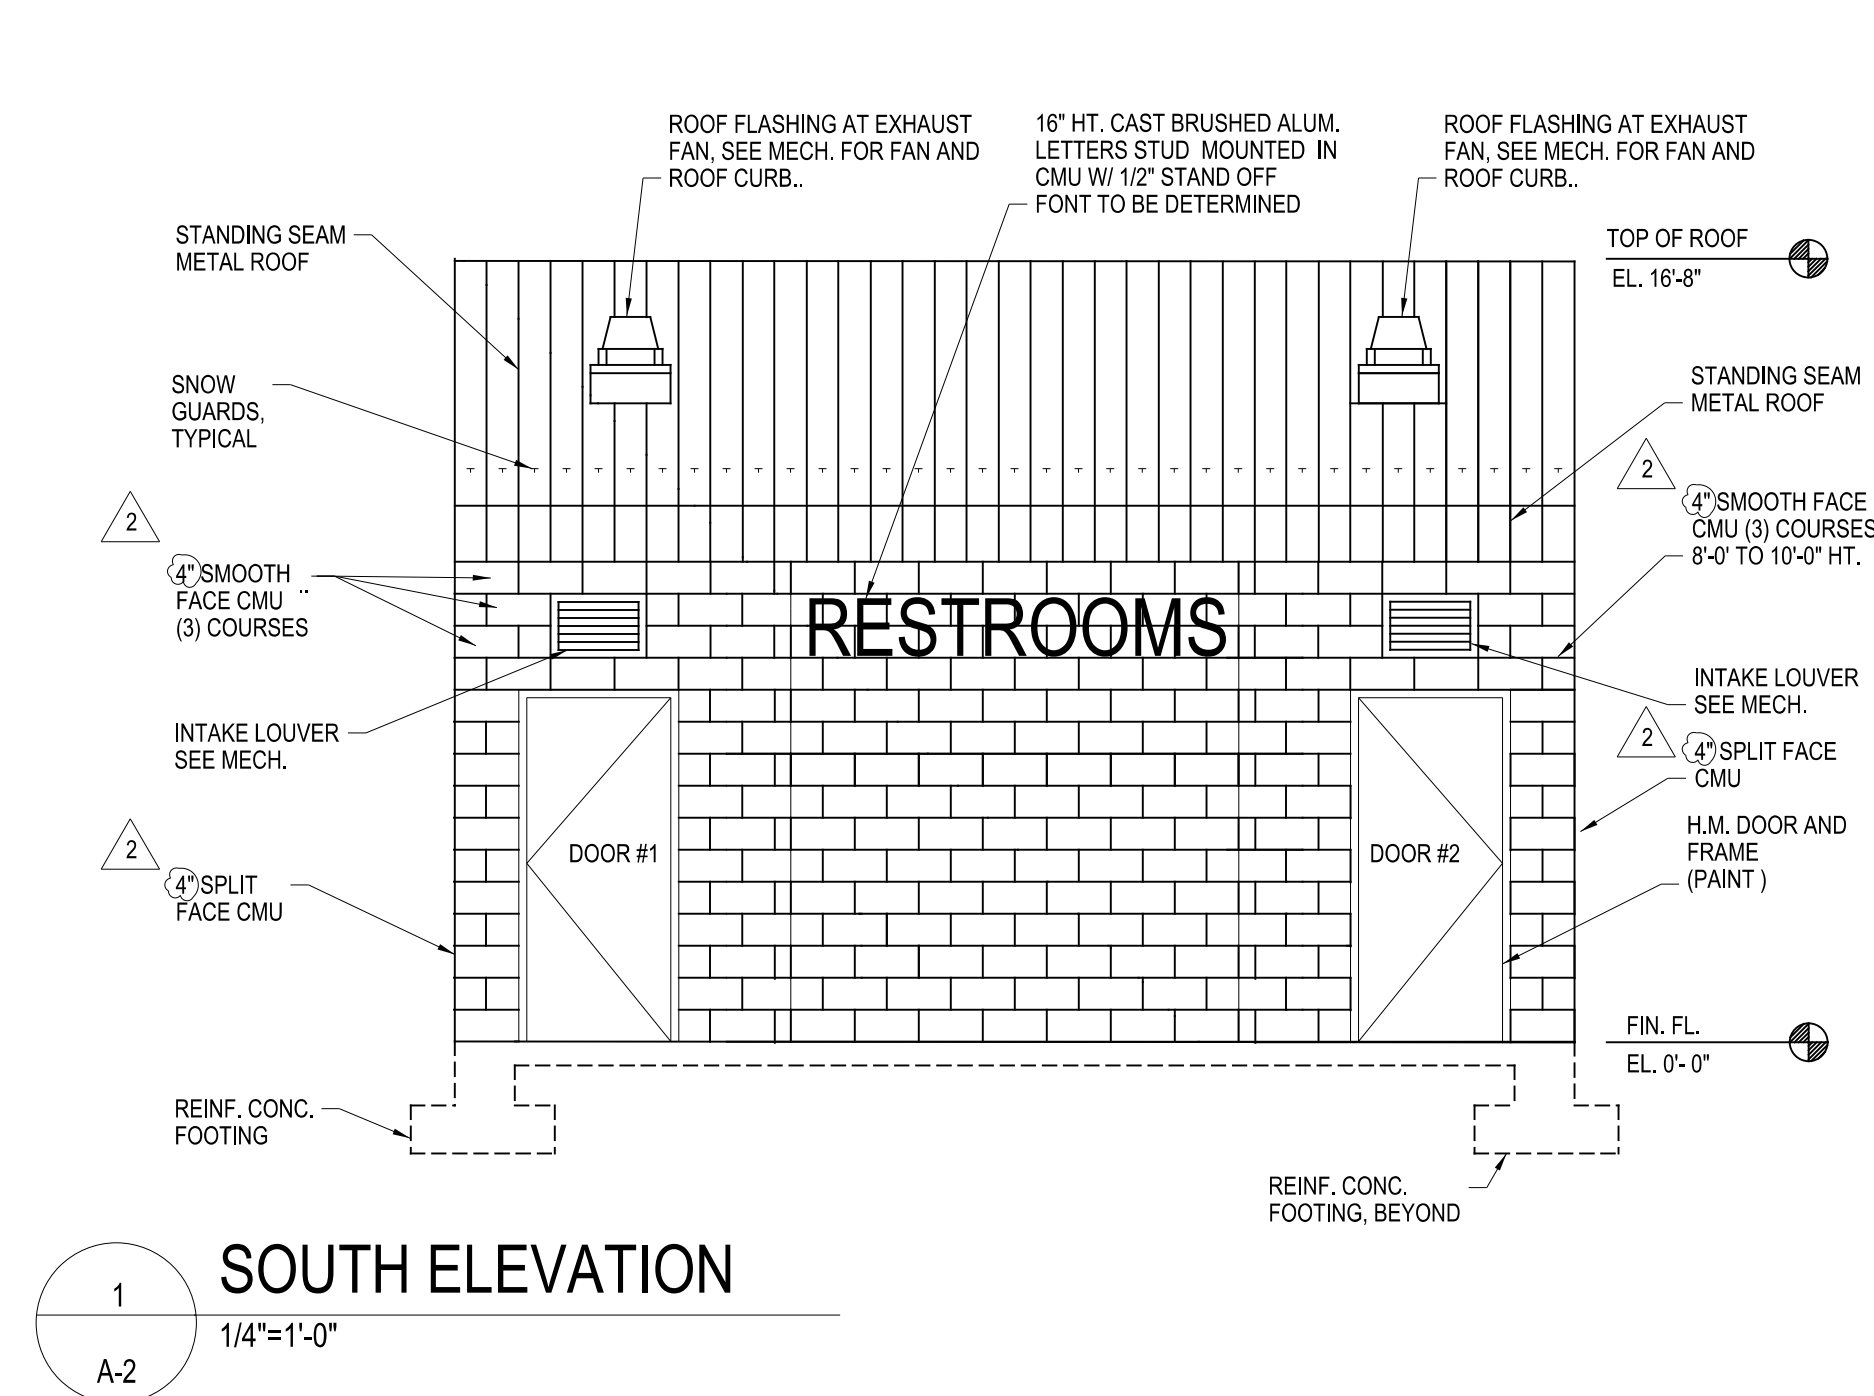 ROOF FLASHING AT EXHAUST
FAN, SEE MECH. FOR FAN AND
ROOF CURB..
16" HT. CAST BRUSHED ALUM.
LETTERS STUD MOUNTED IN
CMU W/ 1/2" STAND OFF
FONT TO BE DETERMINED
ROOF FLASHING AT EXHAUST
FAN, SEE MECH. FOR FAN AND
ROOF CURB..
STANDING SEAM
METAL ROOF
TOP OF ROOF
EL. 16'-8"
SNOW
GUARDS,
TYPICAL
STANDING SEAM
METAL ROOF
2
4" SMOOTH FACE
CMU (3) COURSES
8'-0' TO 10'-0" HT.
2
4" SMOOTH ..
FACE CMU
(3) COURSES
RESTROOMS
INTAKE LOUVER
SEE MECH.
INTAKE LOUVER
SEE MECH.
2
4" SPLIT FACE
CMU
H.M. DOOR AND
FRAME
(PAINT )
2
4" SPLIT
FACE CMU
DOOR #1
DOOR #2
FIN. FL.
EL. 0'- 0"
REINF. CONC.
FOOTING
REINF. CONC.
FOOTING, BEYOND
1
A-2
SOUTH ELEVATION
1/4"=1'-0"